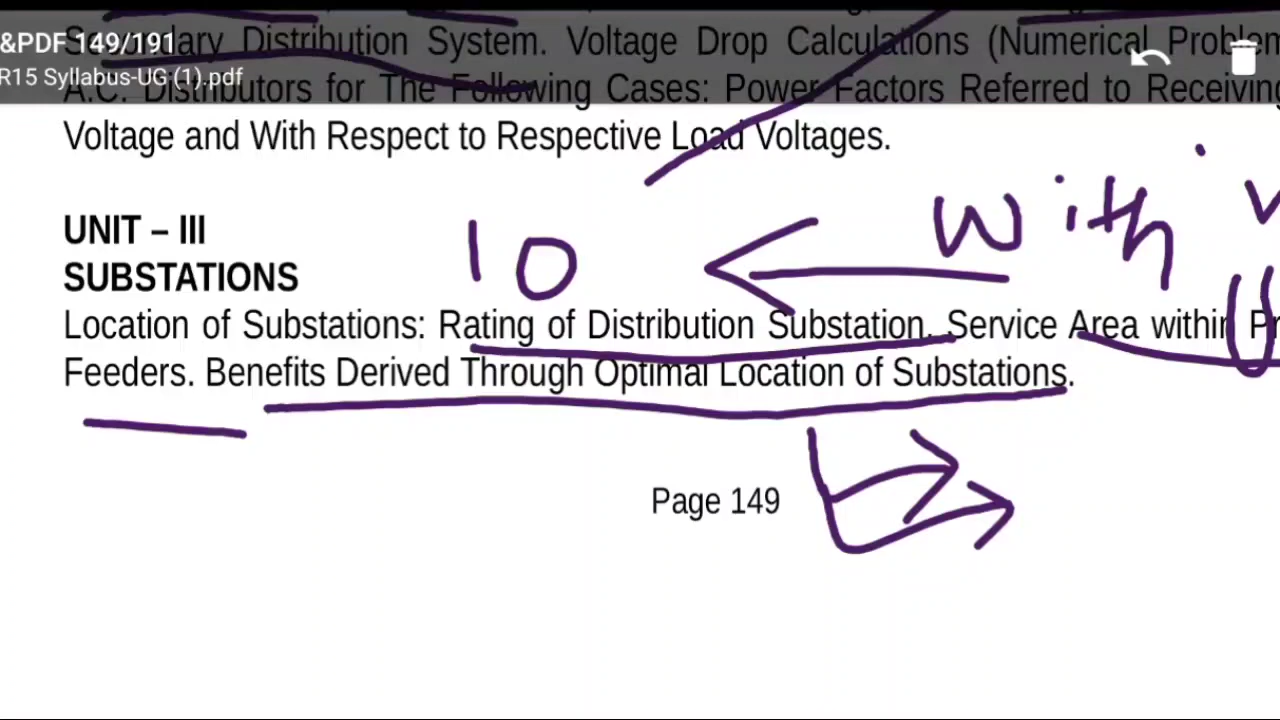 &PDF 149/191
R15 Syllabus-UG (1).pdf
Secondary Distribution System. Voltage Drop Calculations (Numerical Problem
A.C. Distributors for The Following Cases: Power Factors Referred to Receiving
Voltage and With Respect to Respective Load Voltages.
with
UNIT – III
10
SUBSTATIONS
Location of Substations: Rating of Distribution Substation. Service Area within Pr
Feeders. Benefits Derived Through Optimal Location of Substations.
Page 149